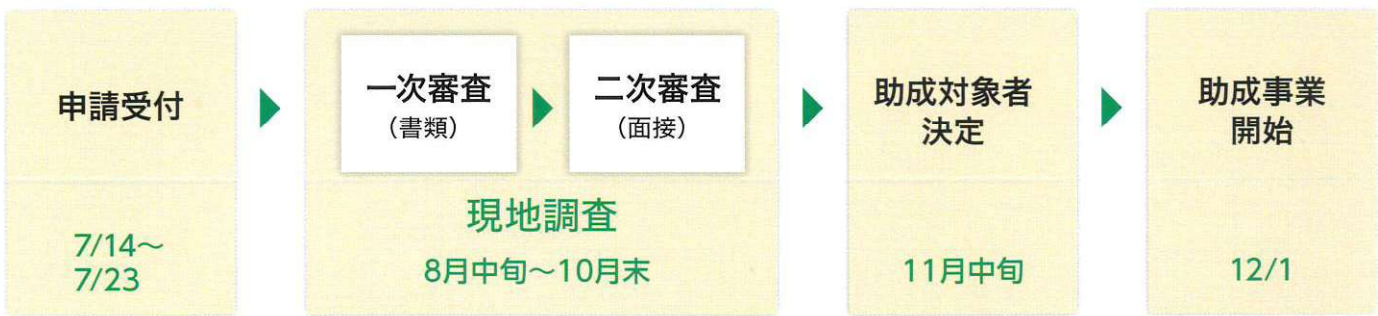 申請受付
7/14～
7/23
一次審査
（書類）
二次審査
（面接）
現地調査
8月中旬～10月末
助成対象者
決定
11月中旬
助成事業
開始
12/1